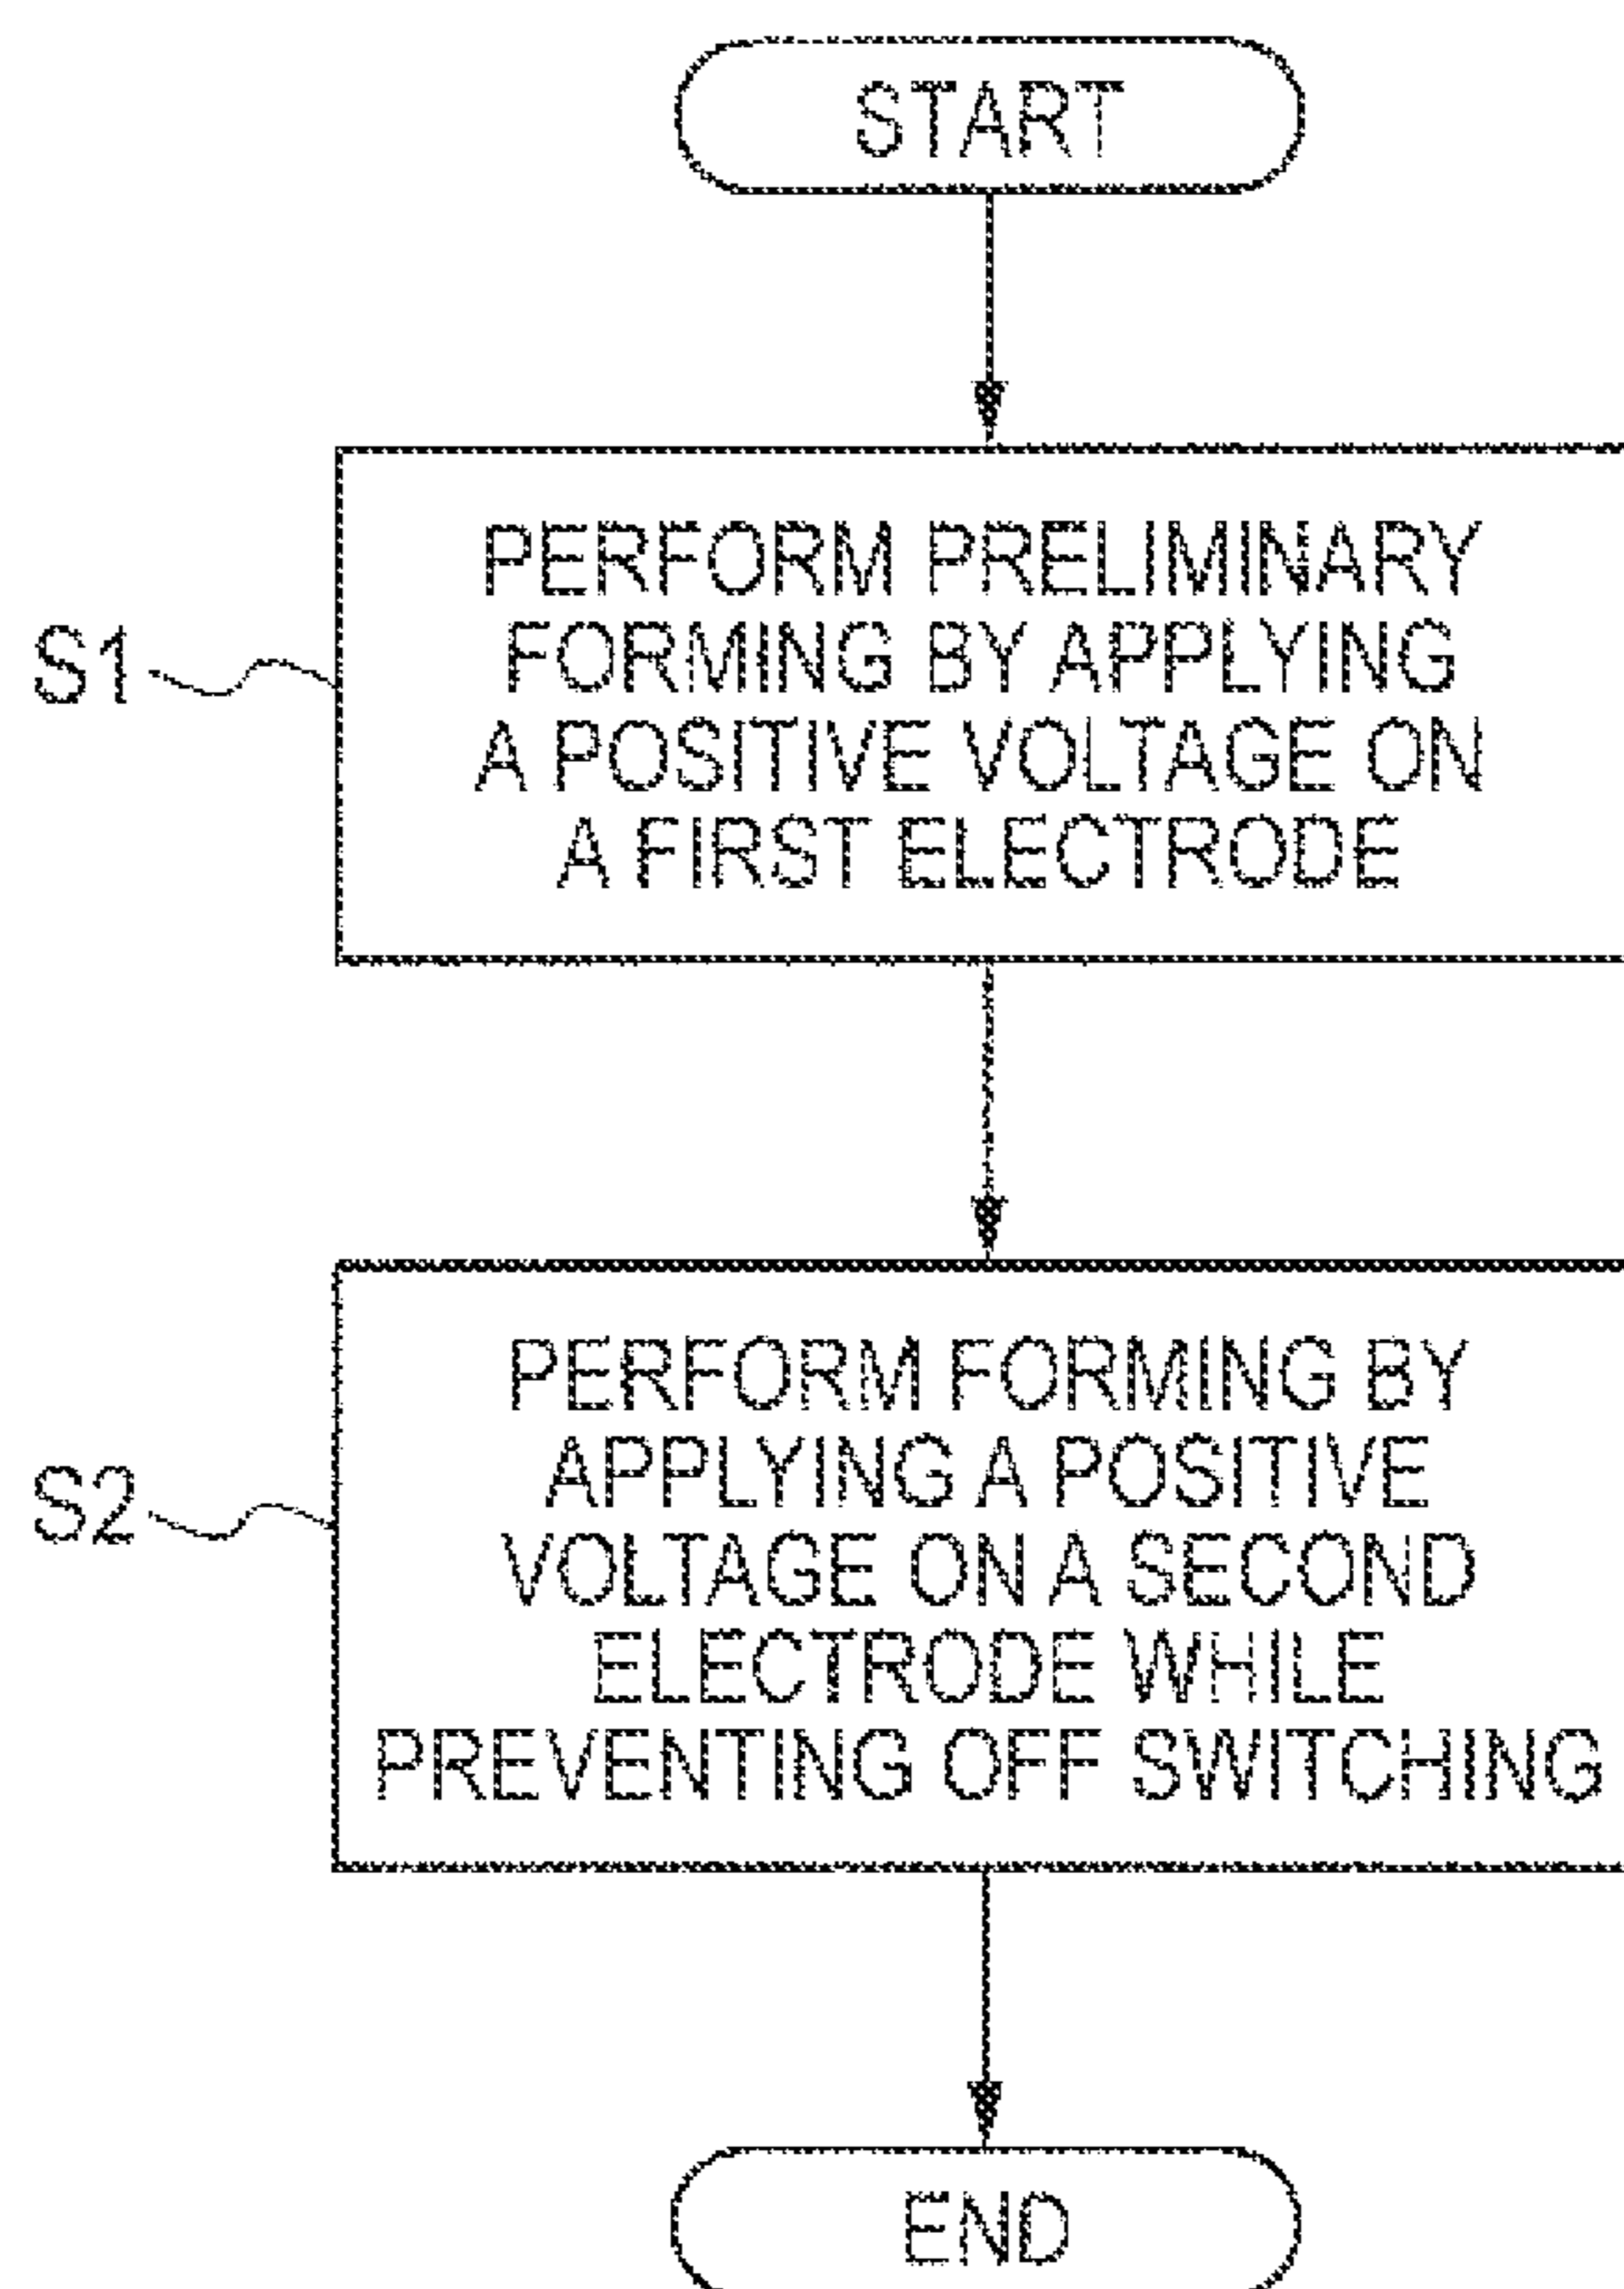 START
S1
PERFORM PRELIMINARY
FORMING BY APPLYING
A POSITIVE VOLTAGE ON
A FIRST ELECTRODE
S2
PERFORM FORMING BY
APPLYING A POSITIVE
VOLTAGE ON A SECOND
ELECTRODE WHILE
PREVENTING OFF SWITCHING
END